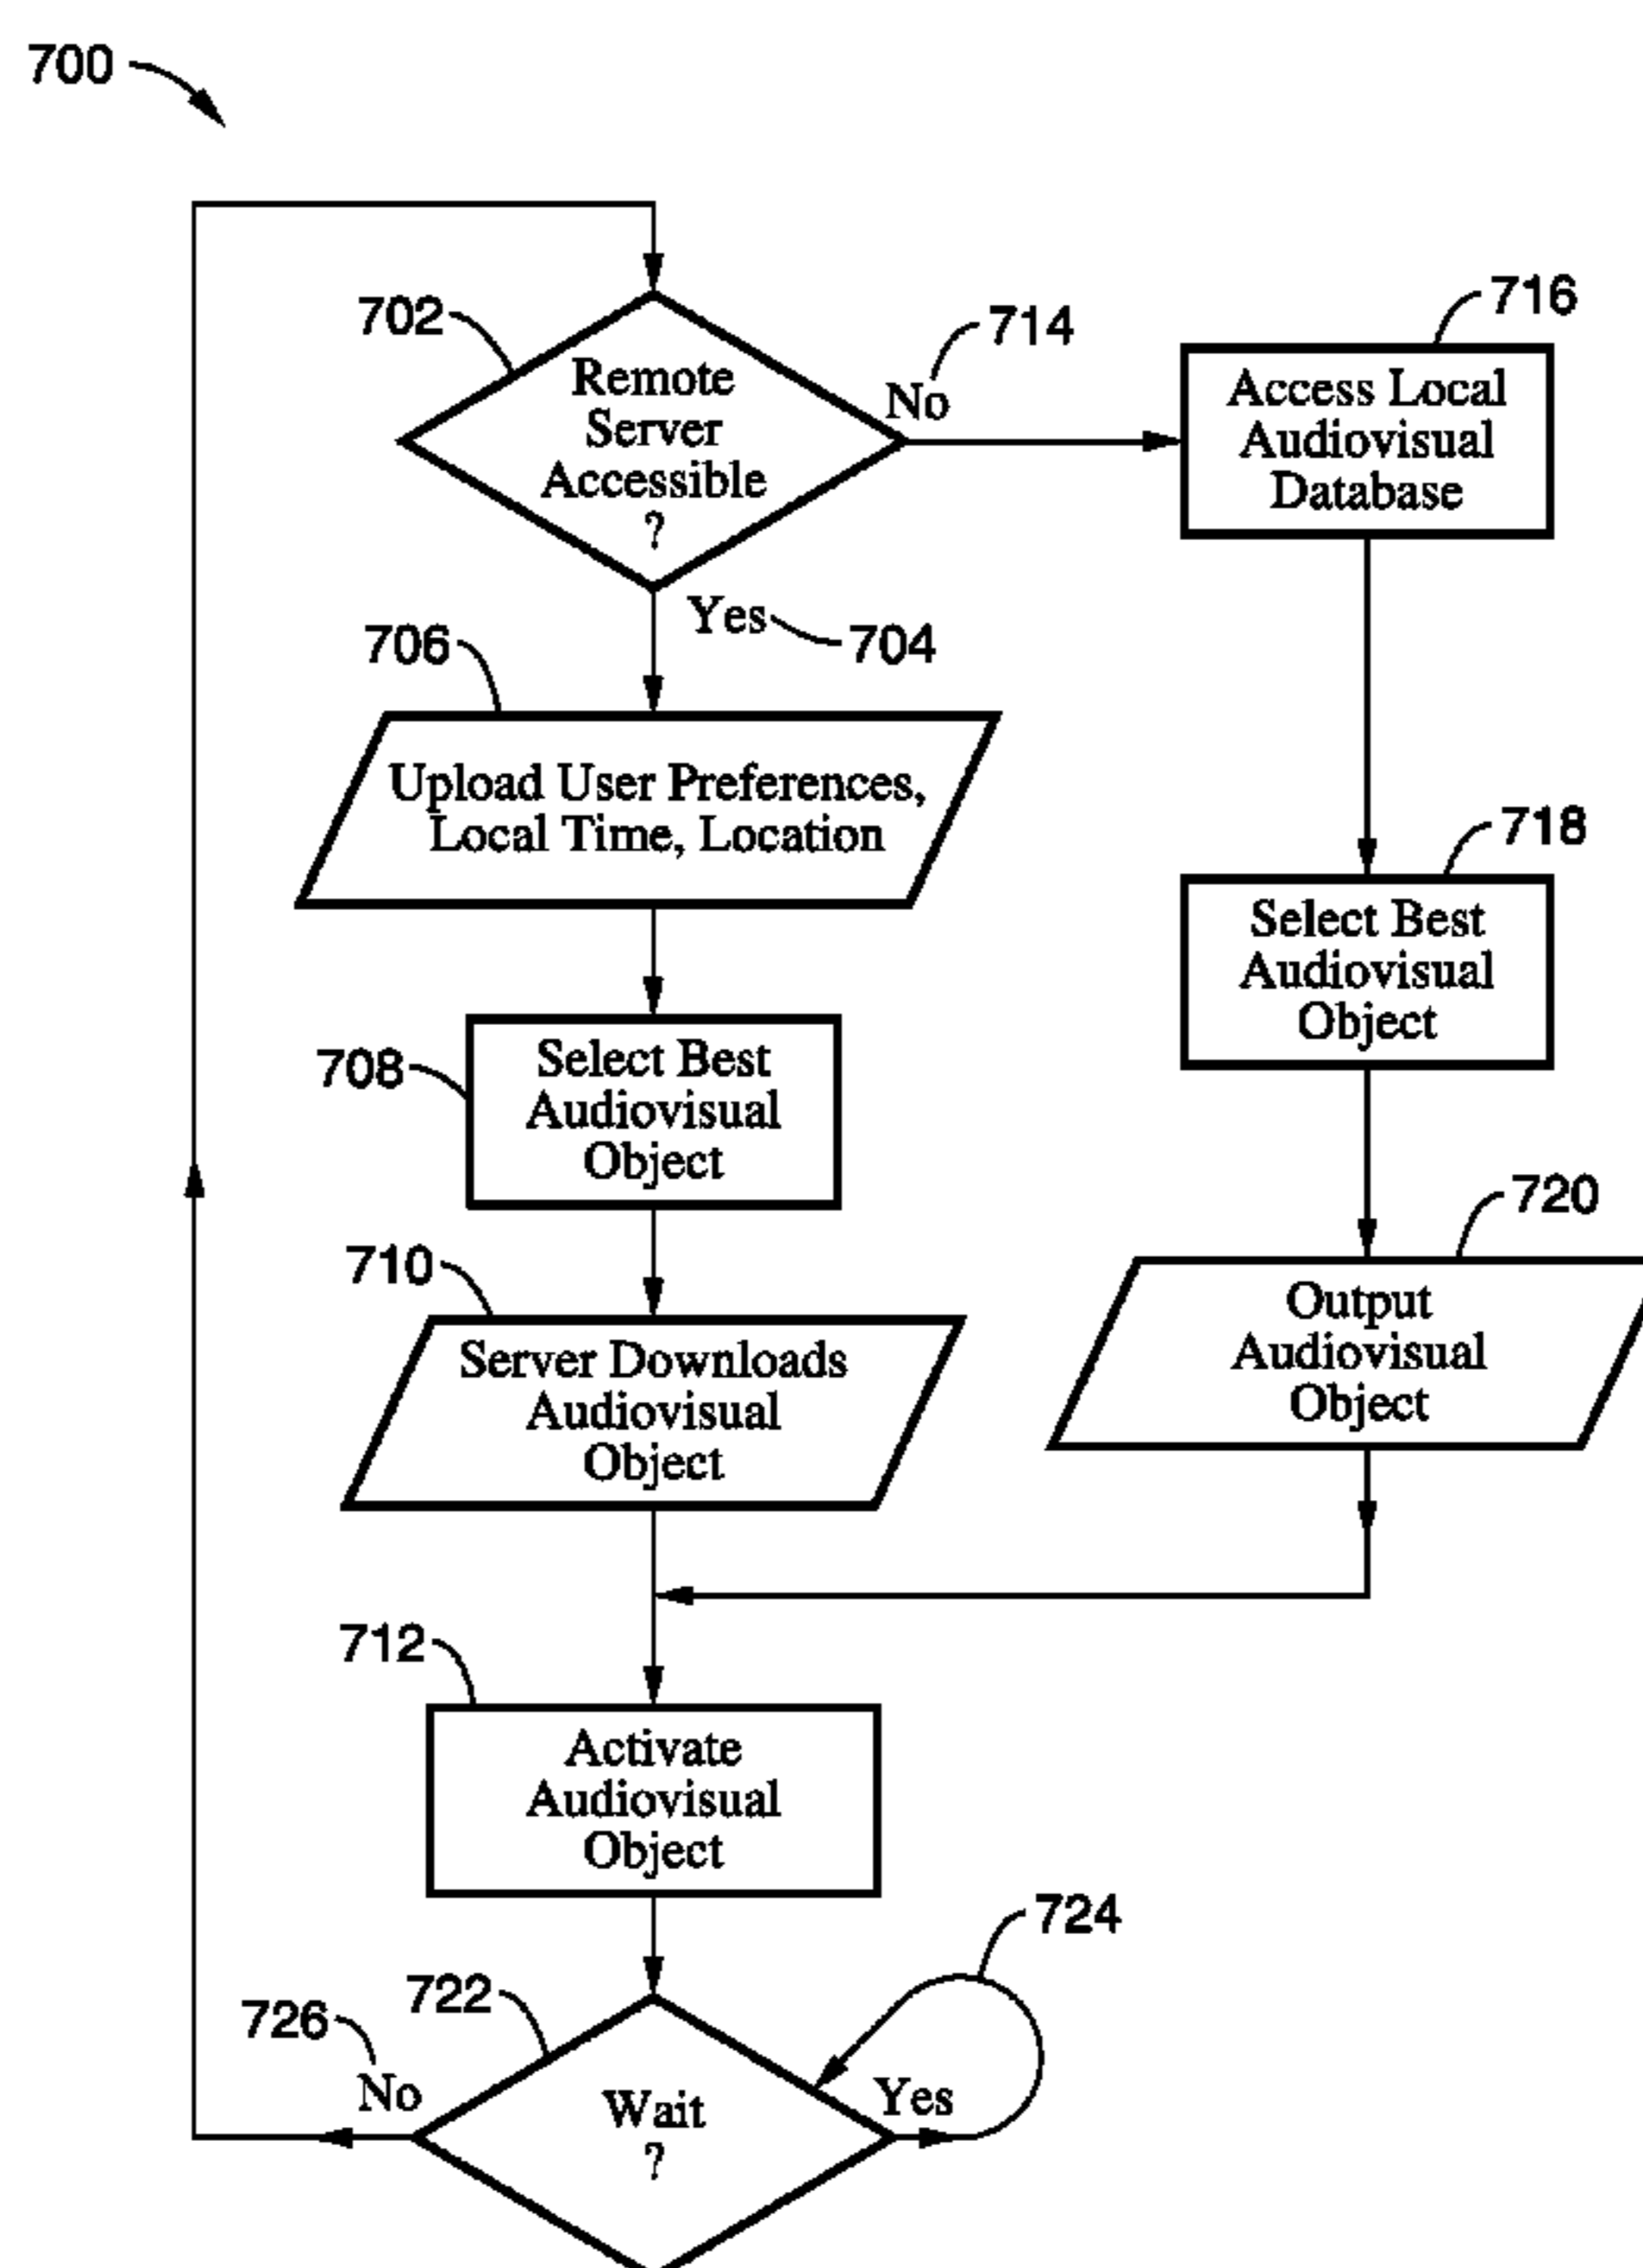 700
702
Remote
Server
Accessible
?
No
714
716
Access Local
Audiovisual
Database
Yes
704
706
Upload User Preferences,
Local Time, Location
718
Select Best
Audiovisual
Object
708
Select Best
Audiovisual
Object
720
Output
Audiovisual
Object
710
Server Downloads
Audiovisual
Object
712
Activate
Audiovisual
Object
724
722
726
No
Wait
?
Yes